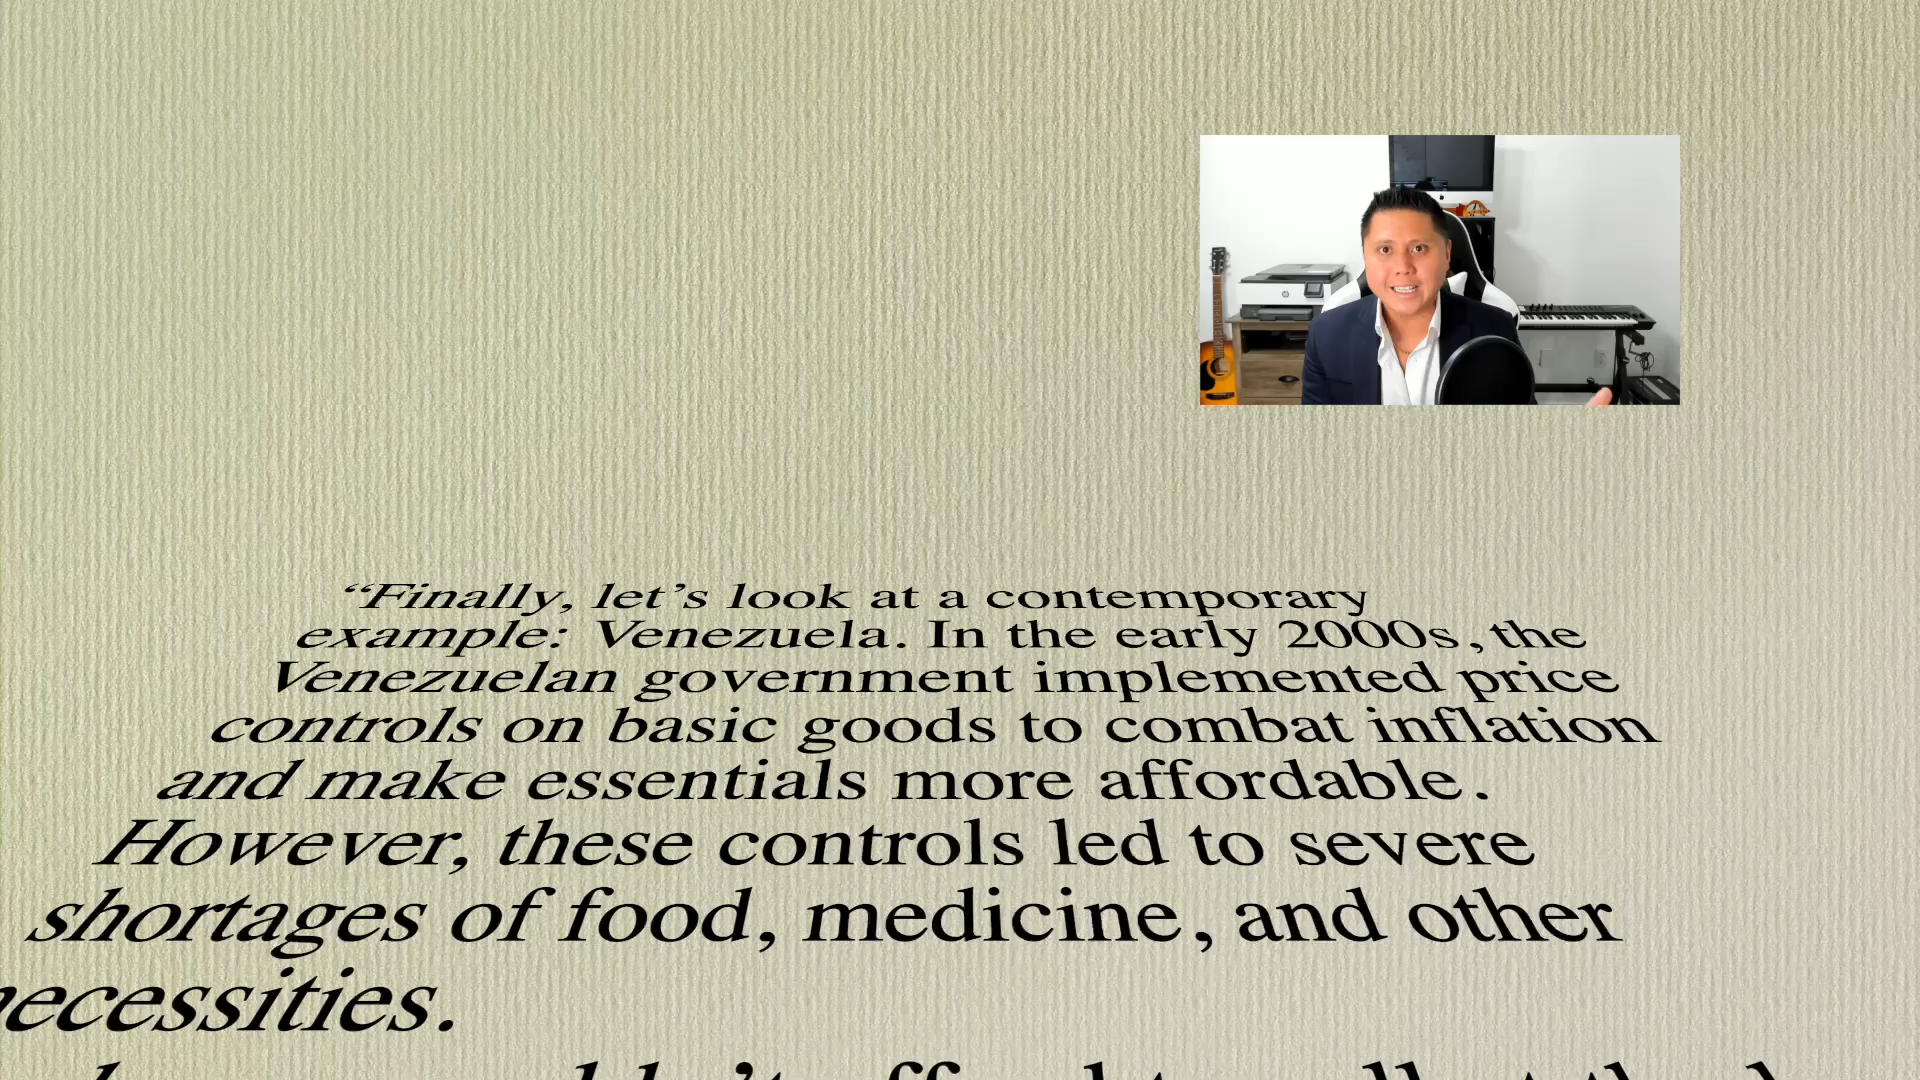 “Finally, let’s look at a contemporary
example: Venezuela. In the early 2000s, the
Venezuelan government implemented price
controls on basic goods to combat inflation
and make essentials more affordable.
However, these controls led to severe
shortages of food, medicine, and other
necessities.